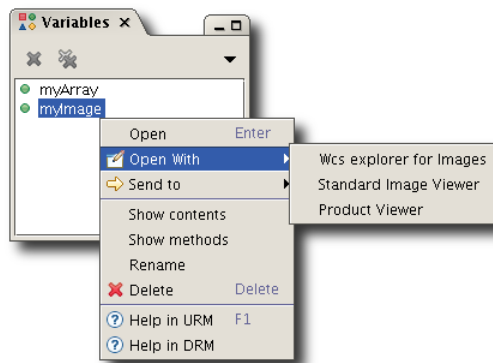 Variables
myArray
myImage
Open Enter
Open With
Wcs explorer for Images
Send to
Standard Image Viewer
Product Viewer
Show contents
Show methods
Rename
Delete Delete
Help in URM F1
Help in DRM